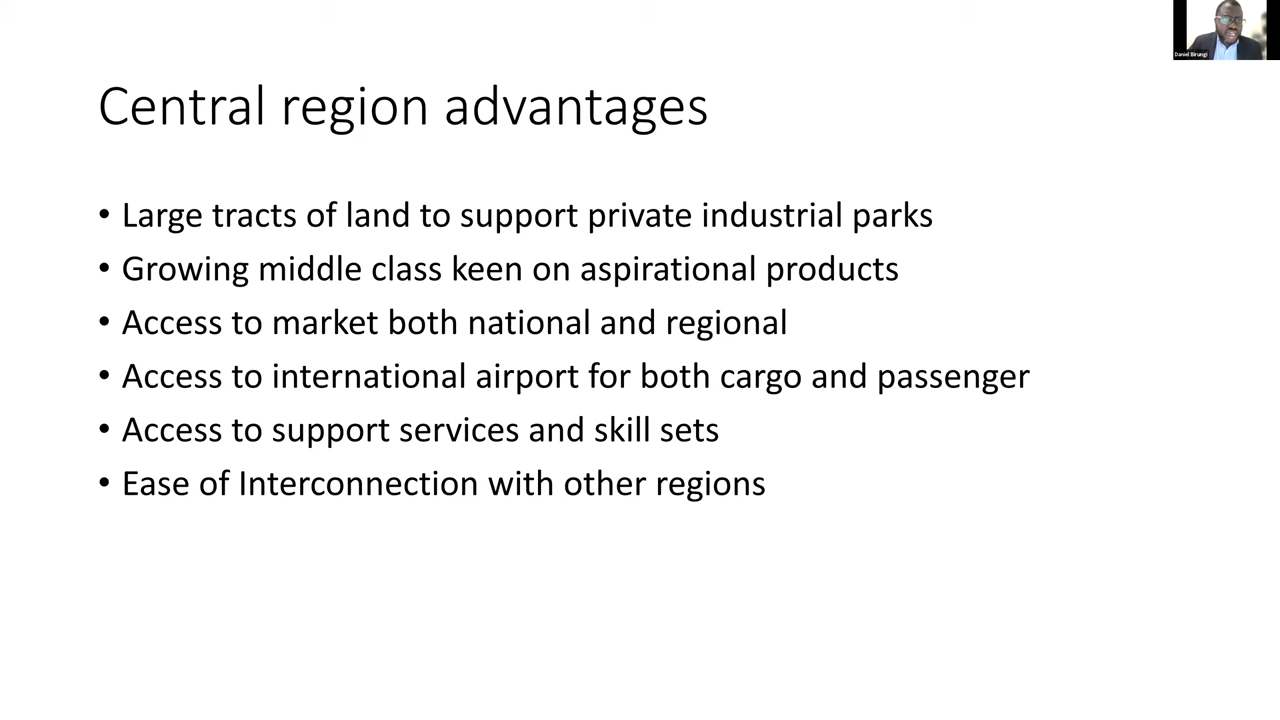 Daniel Birungi
Central region advantages
• Large tracts of land to support private industrial parks
• Growing middle class keen on aspirational products
• Access to market both national and regional
• Access to international airport for both cargo and passenger
• Access to support services and skill sets
• Ease of Interconnection with other regions